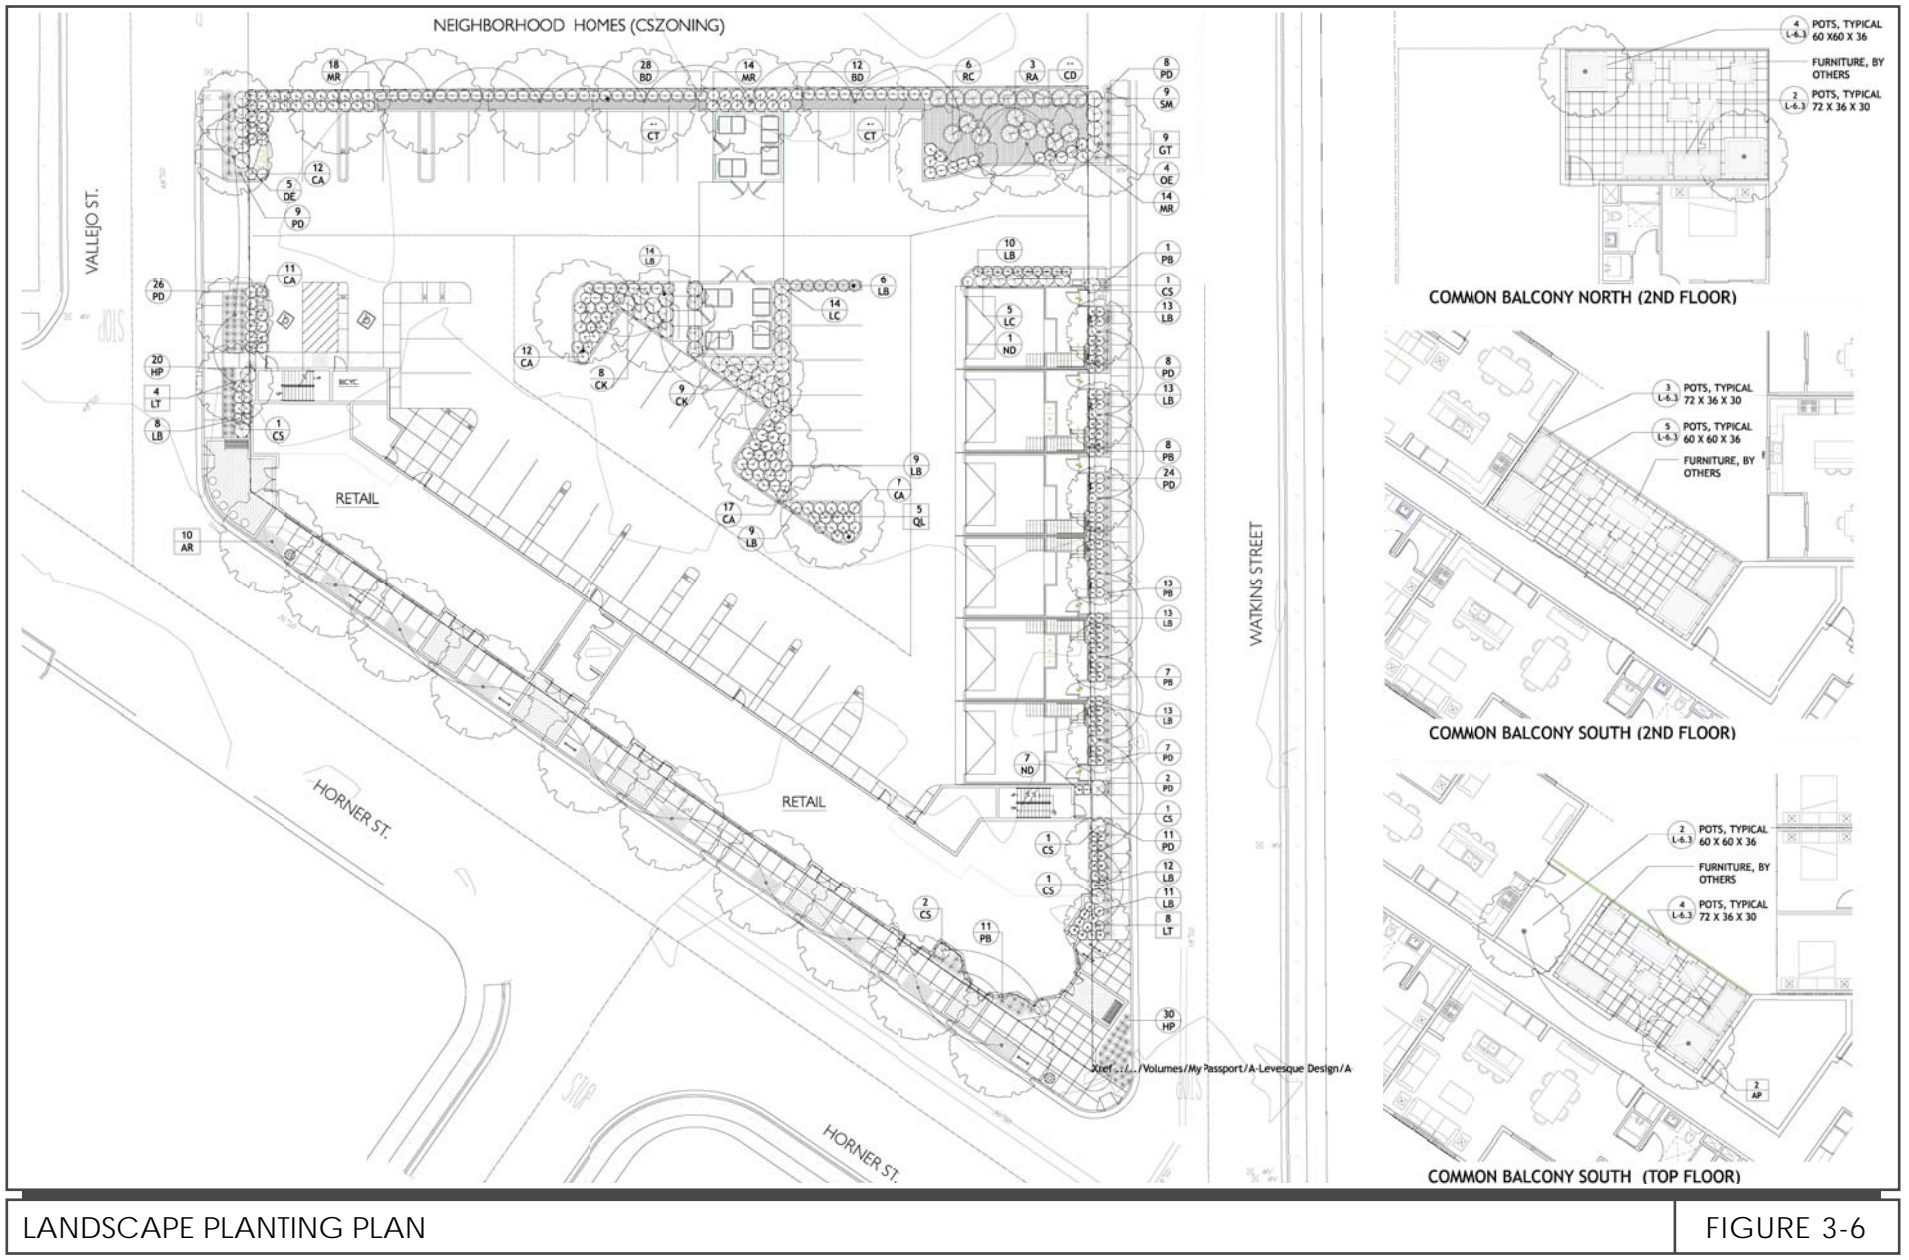 NEIGHBORHOOD HOMES (CSZONING)
18
MR
28
BD
14
MR
12
BD
6
RC
3
RA
--
CD
8
PD
9
SM
--
CT
--
CT
9
GT
4
OE
14
MR
12
CA
5
DE
9
PD
VALLEJO ST.
STOP
26
PD
11
CA
20
HP
4
LT
8
LB
1
CS
BICYC.
14
LB
6
LB
14
LC
12
CA
8
CK
9
CK
9
LB
7
CA
17
CA
9
LB
5
QL
10
LB
5
LC
1
ND
1
PB
1
CS
13
LB
8
PD
13
LB
8
PB
24
PD
13
PB
13
LB
7
PB
13
LB
7
PD
2
PD
1
CS
11
PD
12
LB
11
LB
8
LT
30
HP
7
ND
1
CS
1
CS
2
CS
11
PB
10
AR
RETAIL
RETAIL
WATKINS STREET
HORNER ST.
HORNER ST.
STOP
STOP
Xref ../../Volumes/My Passport/A-Levesque Design/A-
4
L-6.3
POTS, TYPICAL
60 X60 X 36
FURNITURE, BY
OTHERS
2
L-6.3
POTS, TYPICAL
72 X 36 X 30
COMMON BALCONY NORTH (2ND FLOOR)
3
L-6.3
POTS, TYPICAL
72 X 36 X 30
5
L-6.3
POTS, TYPICAL
60 X 60 X 36
FURNITURE, BY
OTHERS
COMMON BALCONY SOUTH (2ND FLOOR)
2
L-6.3
POTS, TYPICAL
60 X 60 X 36
FURNITURE, BY
OTHERS
4
L-6.3
POTS, TYPICAL
72 X 36 X 30
2
AP
COMMON BALCONY SOUTH (TOP FLOOR)
LANDSCAPE PLANTING PLAN
FIGURE 3-6